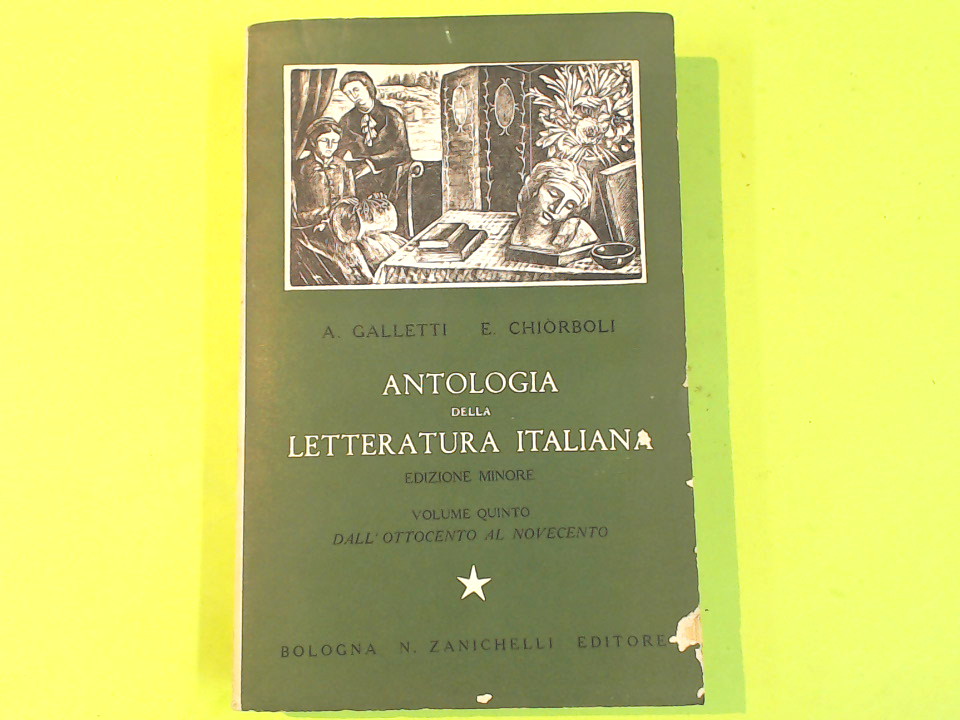 A. GALLETTI E. CHIÒRBOLI
ANTOLOGIA
DELLA
LETTERATURA ITALIANA
EDIZIONE MINORE
VOLUME QUINTO
DALL'OTTOCENTO AL NOVECENTO
BOLOGNA N. ZANICHELLI EDITORE